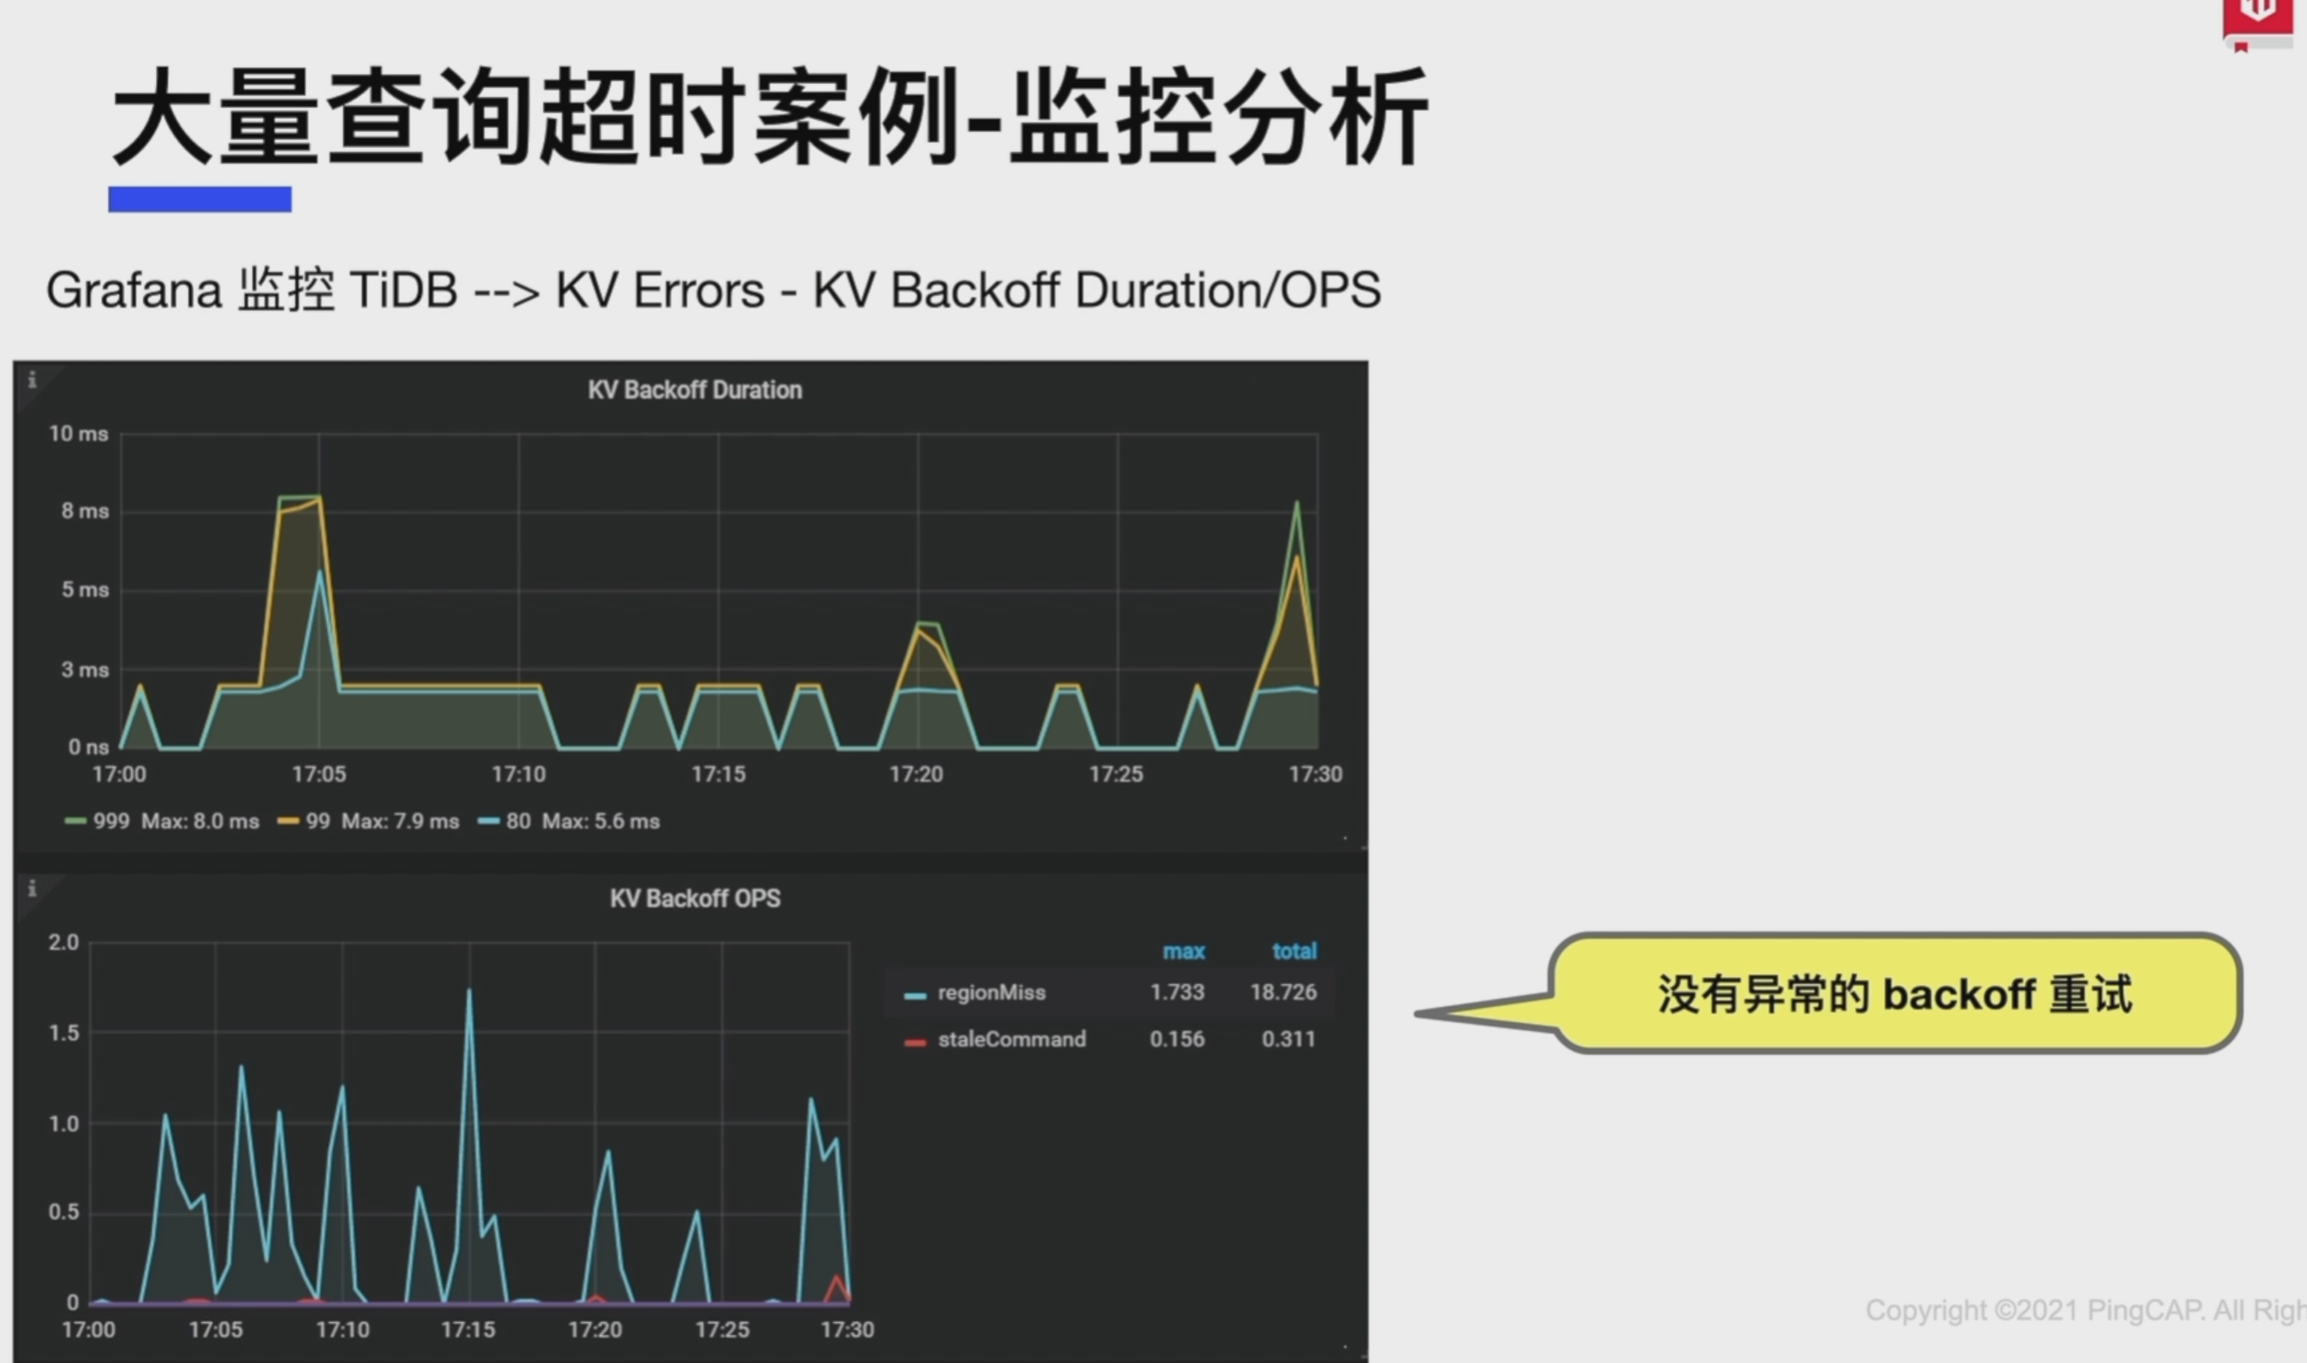 大量查询超时案例-监控分析
Grafana 监控 TiDB --> KV Errors - KV Backoff Duration/OPS
i
KV Backoff Duration
10 ms
8 ms
5 ms
3 ms
0 ns
17:00 17:05 17:10 17:15 17:20 17:25 17:30
999 Max: 8.0 ms 99 Max: 7.9 ms 80 Max: 5.6 ms
i
KV Backoff OPS
2.0
1.5
1.0
0.5
0
17:00 17:05 17:10 17:15 17:20 17:25 17:30
max total
regionMiss 1.733 18.726
staleCommand 0.156 0.311
没有异常的 backoff 重试
Copyright ©2021 PingCAP. All Righ